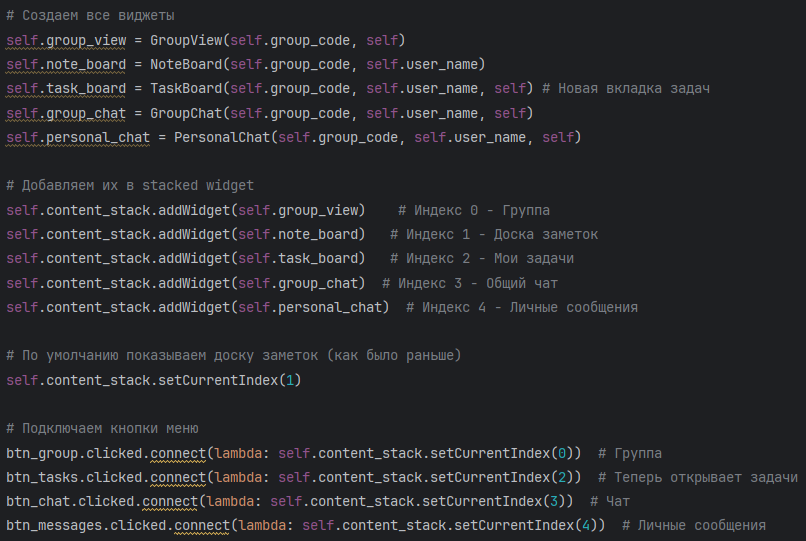 # Создаем все виджеты
self.group_view = GroupView(self.group_code, self)
self.note_board = NoteBoard(self.group_code, self.user_name)
self.task_board = TaskBoard(self.group_code, self.user_name, self) # Новая вкладка задач
self.group_chat = GroupChat(self.group_code, self.user_name, self)
self.personal_chat = PersonalChat(self.group_code, self.user_name, self)
# Добавляем их в stacked widget
self.content_stack.addWidget(self.group_view)    # Индекс 0 - Группа
self.content_stack.addWidget(self.note_board)   # Индекс 1 - Доска заметок
self.content_stack.addWidget(self.task_board)   # Индекс 2 - Мои задачи
self.content_stack.addWidget(self.group_chat)  # Индекс 3 - Общий чат
self.content_stack.addWidget(self.personal_chat)  # Индекс 4 - Личные сообщения
# По умолчанию показываем доску заметок (как было раньше)
self.content_stack.setCurrentIndex(1)
# Подключаем кнопки меню
btn_group.clicked.connect(lambda: self.content_stack.setCurrentIndex(0))  # Группа
btn_tasks.clicked.connect(lambda: self.content_stack.setCurrentIndex(2))  # Теперь открывает задачи
btn_chat.clicked.connect(lambda: self.content_stack.setCurrentIndex(3))  # Чат
btn_messages.clicked.connect(lambda: self.content_stack.setCurrentIndex(4))  # Личные сообщения